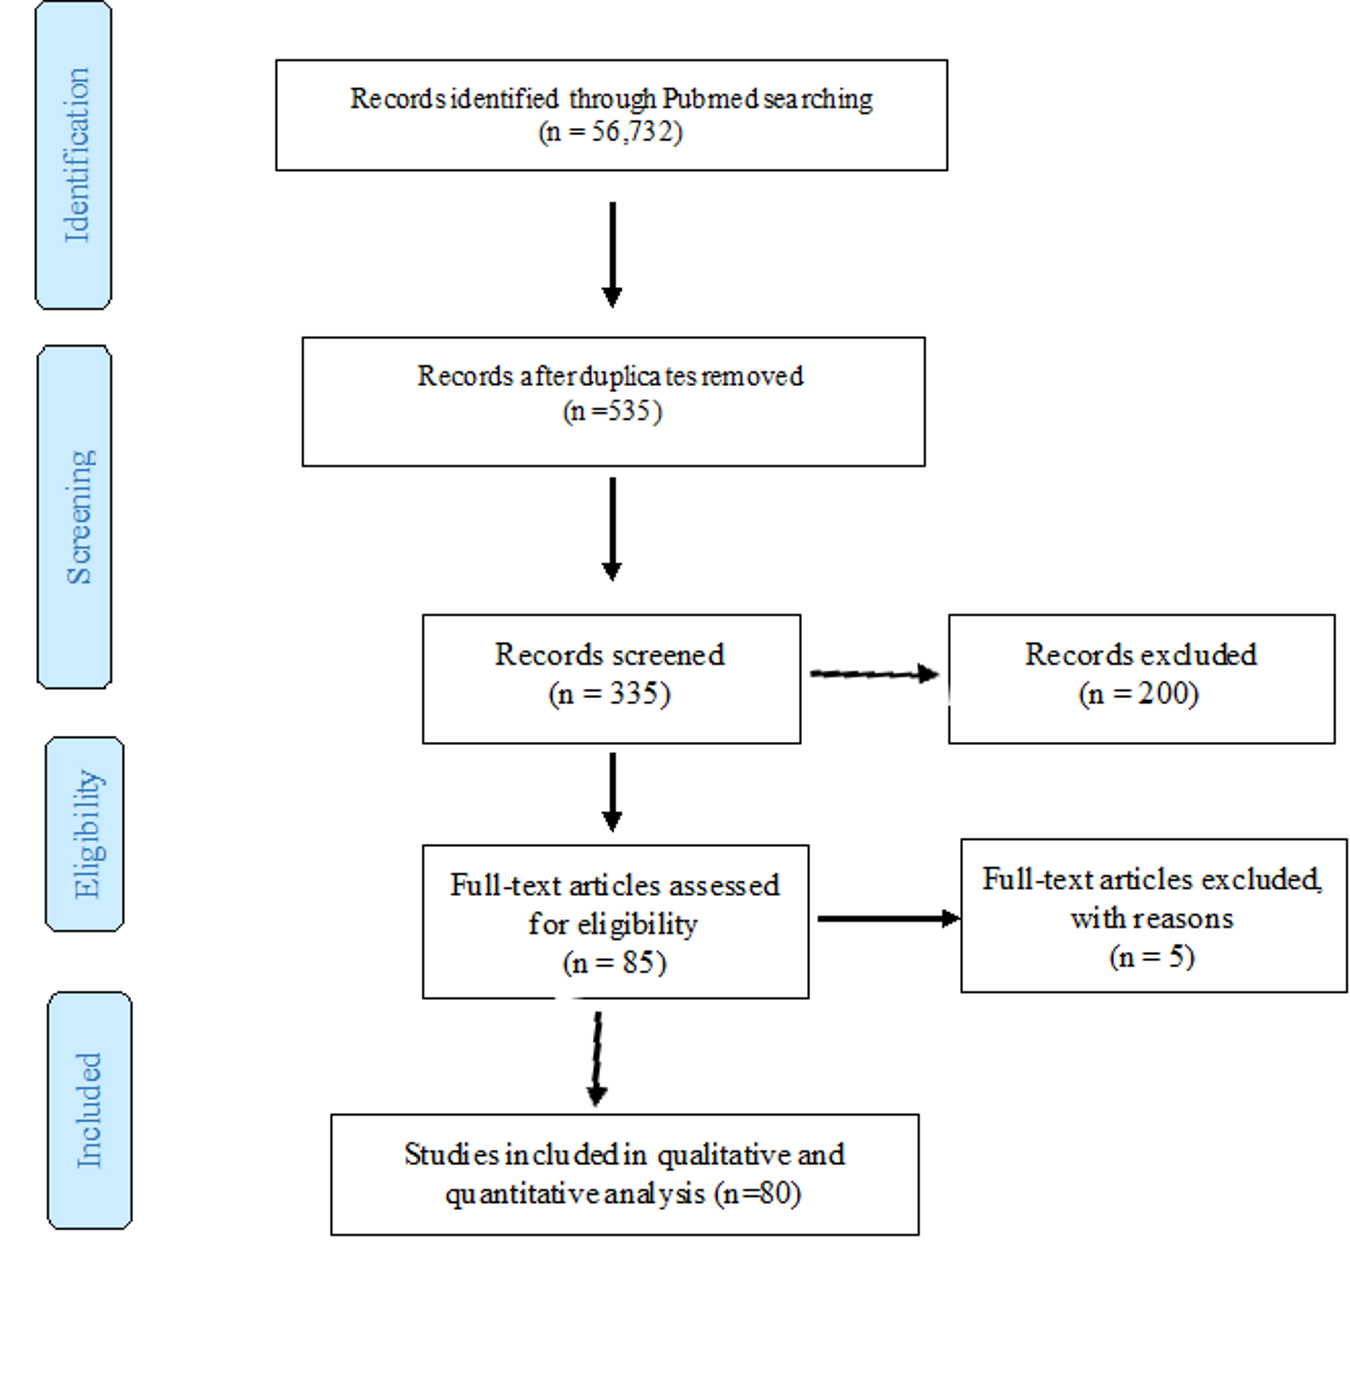 Identification
Records identified through Pubmed searching
(n = 56,732)
Screening
Records after duplicates removed
(n =535)
Records screened
(n = 335)
Records excluded
(n = 200)
Eligibility
Full-text articles assessed
for eligibility
(n = 85)
Full-text articles excluded,
with reasons
(n = 5)
Included
Studies included in qualitative and
quantitative analysis (n=80)